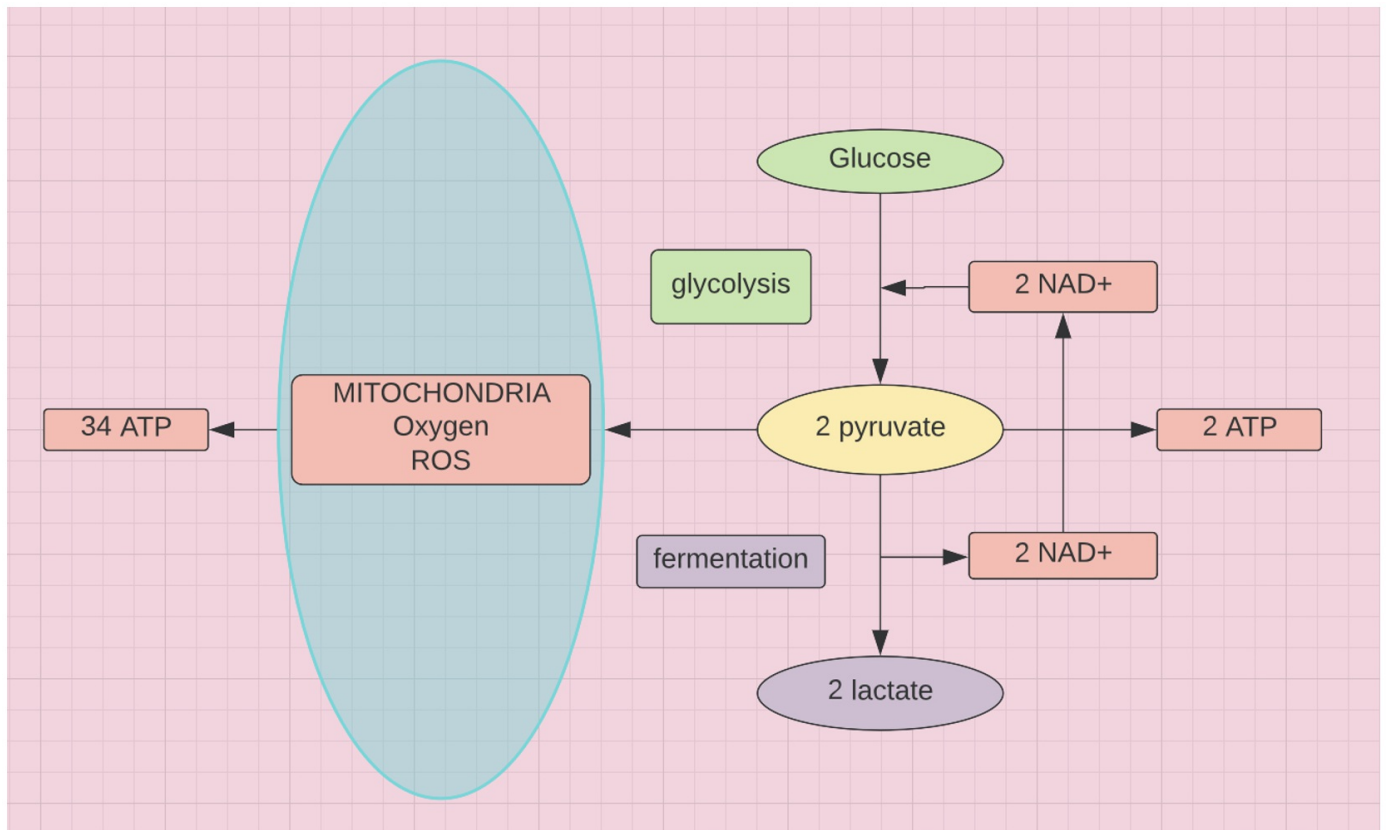 Glucose
glycolysis
2 NAD+
MITOCHONDRIA
Oxygen
ROS
34 ATP
2 pyruvate
2 ATP
fermentation
2 NAD+
2 lactate